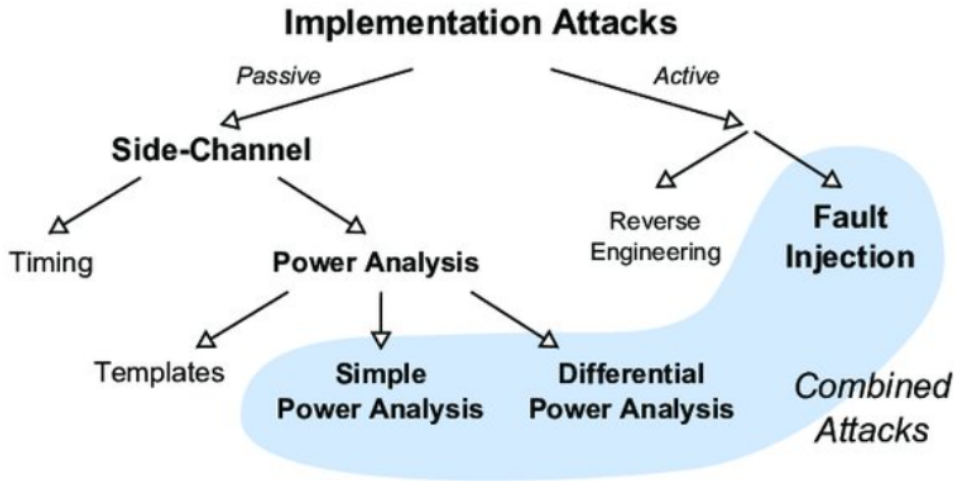 Implementation Attacks
Passive
Active
Side-Channel
Timing
Power Analysis
Reverse
Engineering
Fault
Injection
Templates
Simple
Power Analysis
Differential
Power Analysis
Combined
Attacks